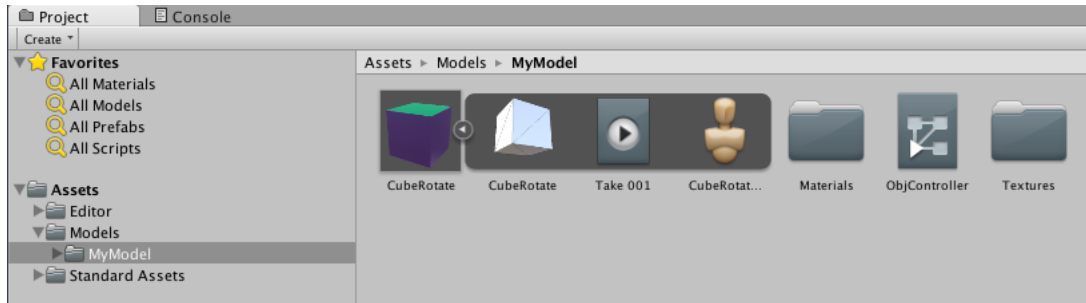 Project Console
Create
Favorites
All Materials
All Models
All Prefabs
All Scripts
Assets
Editor
Models
MyModel
Standard Assets
Assets Models MyModel
CubeRotate CubeRotate Take 001 CubeRotat... Materials ObjController Textures